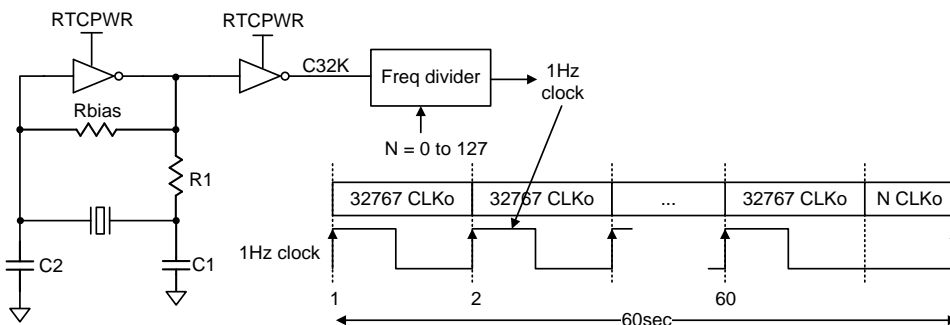 RTCPWR
RTCPWR
C32K
Freq divider
1Hz
clock
Rbias
N = 0 to 127
R1
32767 CLKo
32767 CLKo
...
32767 CLKo
N CLKo
1Hz clock
C2
C1
1
2
60
60sec